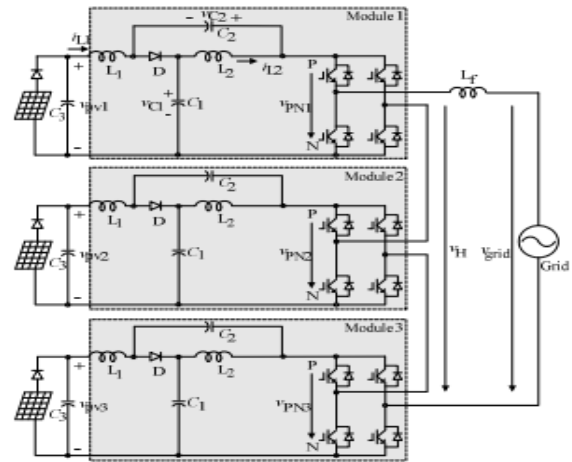 Module 1
- vC2 +
C2
iL1
L1
D
L2
iL2
P
+
C3
vpv1
-
+
vC1
-
C1
vPN1
N
Lf
Module 2
C2
L1
D
L2
P
+
C3
vpv2
-
C1
vPN2
N
vH
vgrid
Grid
Module 3
C2
L1
D
L2
P
+
C3
vpv3
-
C1
vPN3
N